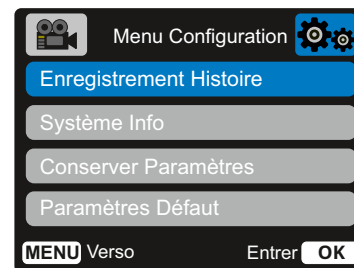 Menu Configuration
Enregistrement Histoire
Système Info
Conserver Paramètres
Paramètres Défaut
MENU Verso Entrer OK